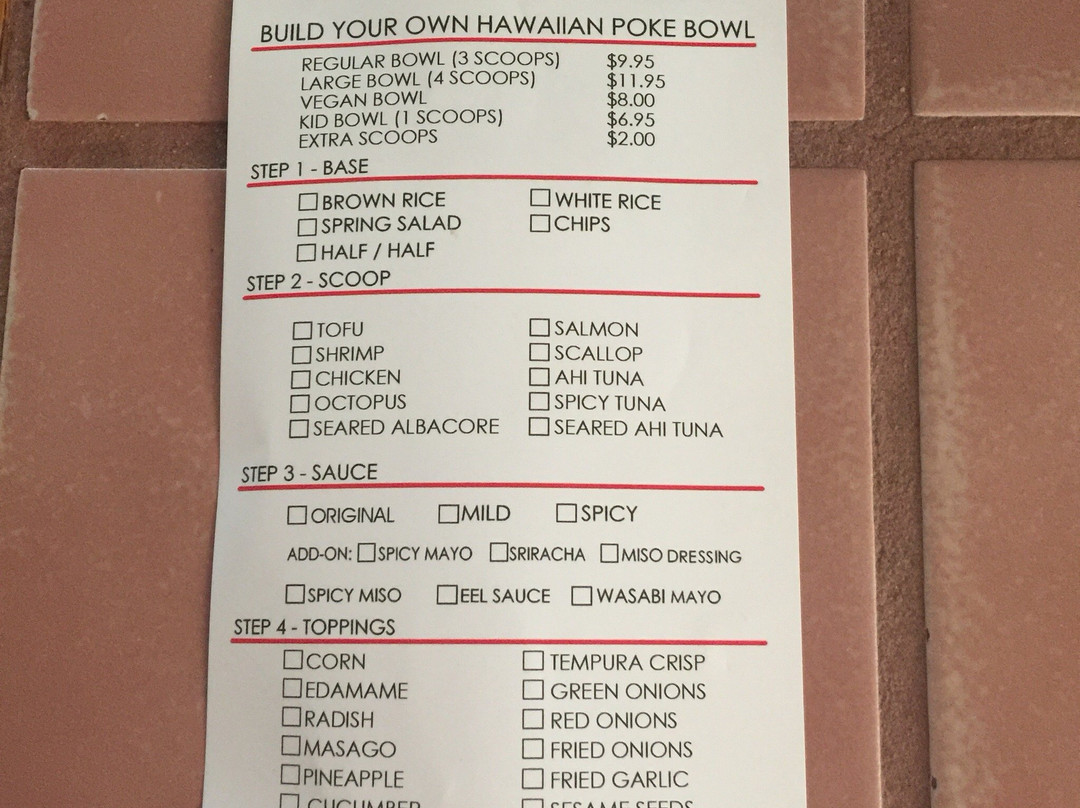 BUILD YOUR OWN HAWAIIAN POKE BOWL
REGULAR BOWL (3 SCOOPS) $9.95
LARGE BOWL (4 SCOOPS) $11.95
VEGAN BOWL $8.00
KID BOWL (1 SCOOPS) $6.95
EXTRA SCOOPS $2.00
STEP 1 - BASE
BROWN RICE WHITE RICE
SPRING SALAD CHIPS
HALF / HALF
STEP 2 - SCOOP
TOFU SALMON
SHRIMP SCALLOP
CHICKEN AHI TUNA
OCTOPUS SPICY TUNA
SEARED ALBACORE SEARED AHI TUNA
STEP 3 - SAUCE
ORIGINAL MILD SPICY
ADD-ON: SPICY MAYO SRIRACHA MISO DRESSING
SPICY MISO EEL SAUCE WASABI MAYO
STEP 4 - TOPPINGS
CORN TEMPURA CRISP
EDAMAME GREEN ONIONS
RADISH RED ONIONS
MASAGO FRIED ONIONS
PINEAPPLE FRIED GARLIC
CUCUMBER SESAME SEEDS